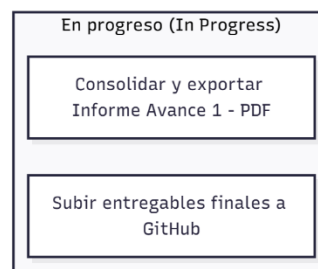 En progreso (In Progress)
Consolidar y exportar
Informe Avance 1 - PDF
Subir entregables finales a
GitHub